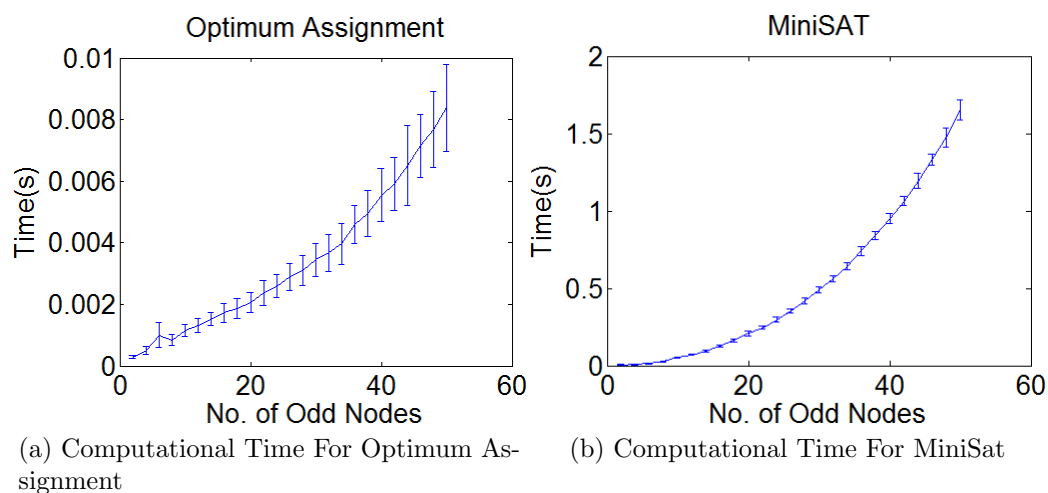 Optimum Assignment
0.01
0.008
0.006
0.004
0.002
0
Time(s)
0
20
40
60
No. of Odd Nodes
(a) Computational Time For Optimum As-
signment
MiniSAT
2
1.5
1
0.5
0
Time(s)
0
20
40
60
No. of Odd Nodes
(b) Computational Time For MiniSat